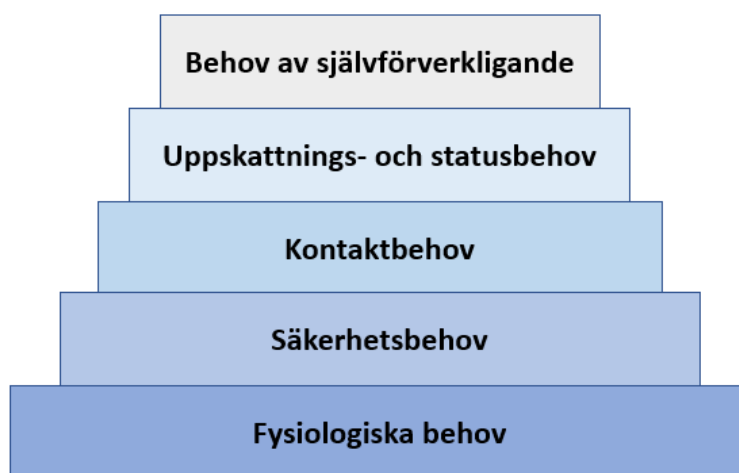 Behov av självförverkligande
Uppskattnings- och statusbehov
Kontaktbehov
Säkerhetsbehov
Fysiologiska behov